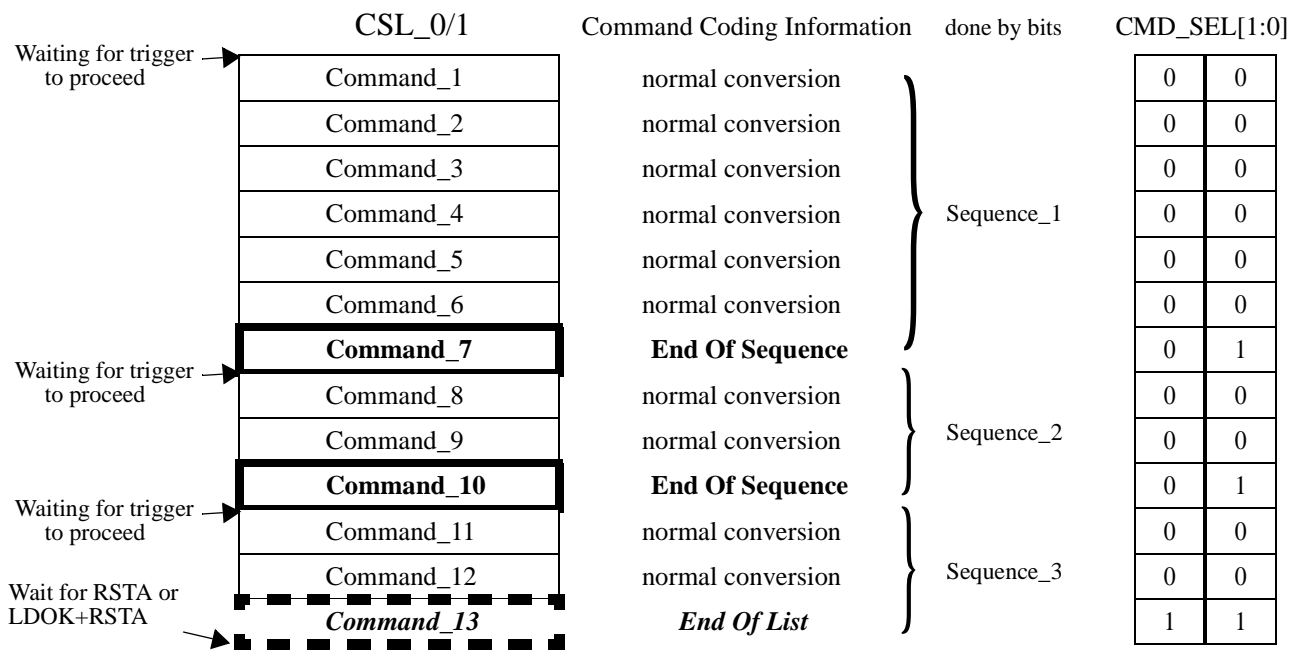 CSL_0/1 Command Coding Information done by bits CMD_SEL[1:0]
Waiting for trigger
to proceed
Command_1 normal conversion 0 0
Command_2 normal conversion 0 0
Command_3 normal conversion 0 0
Command_4 normal conversion Sequence_1 0 0
Command_5 normal conversion 0 0
Command_6 normal conversion 0 0
Command_7 End Of Sequence 0 1
Waiting for trigger
to proceed
Command_8 normal conversion 0 0
Command_9 normal conversion Sequence_2 0 0
Command_10 End Of Sequence 0 1
Waiting for trigger
to proceed
Command_11 normal conversion 0 0
Command_12 normal conversion Sequence_3 0 0
Wait for RSTA or
LDOK+RSTA
Command_13 End Of List 1 1